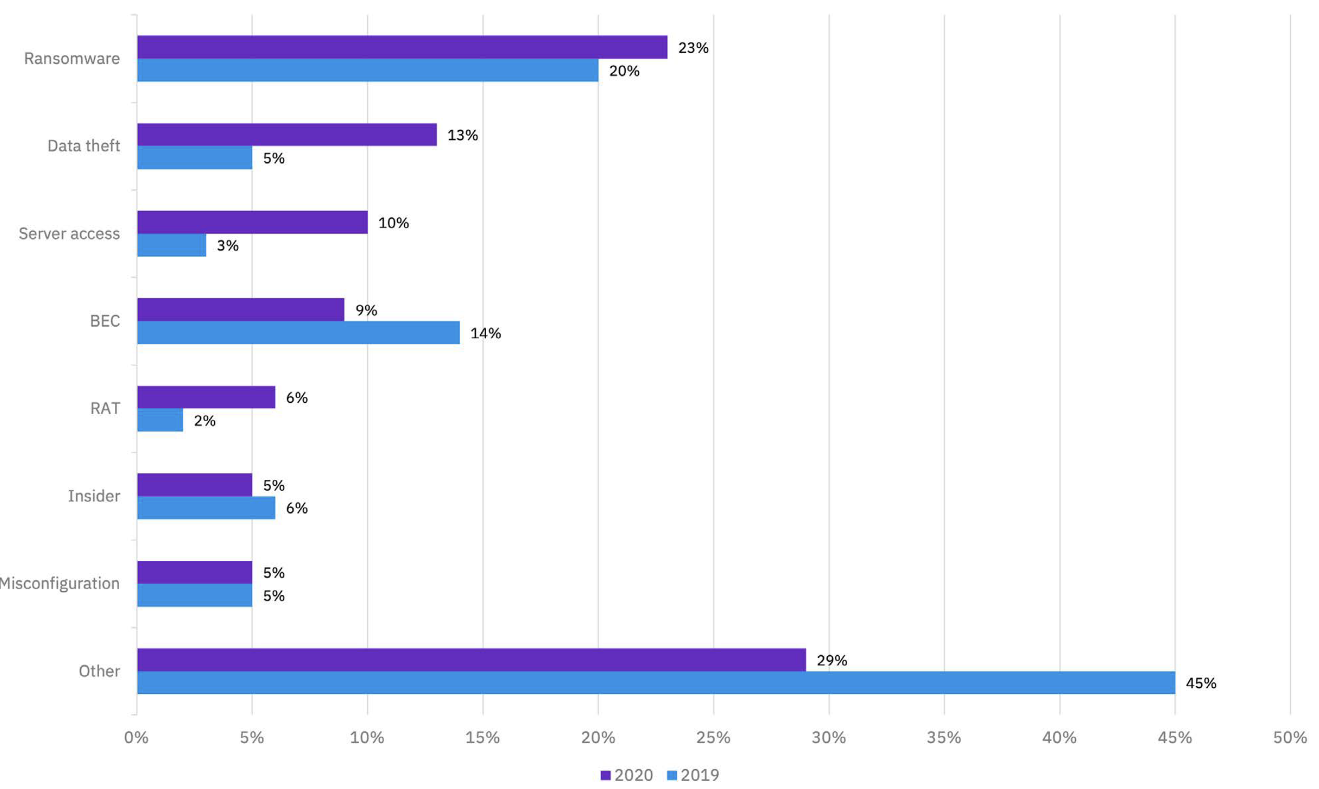 Ransomware
23%
20%
Data theft
13%
5%
Server access
10%
3%
BEC
9%
14%
RAT
6%
2%
Insider
5%
6%
Misconfiguration
5%
5%
Other
29%
45%
0% 5% 10% 15% 20% 25% 30% 35% 40% 45% 50%
2020 2019